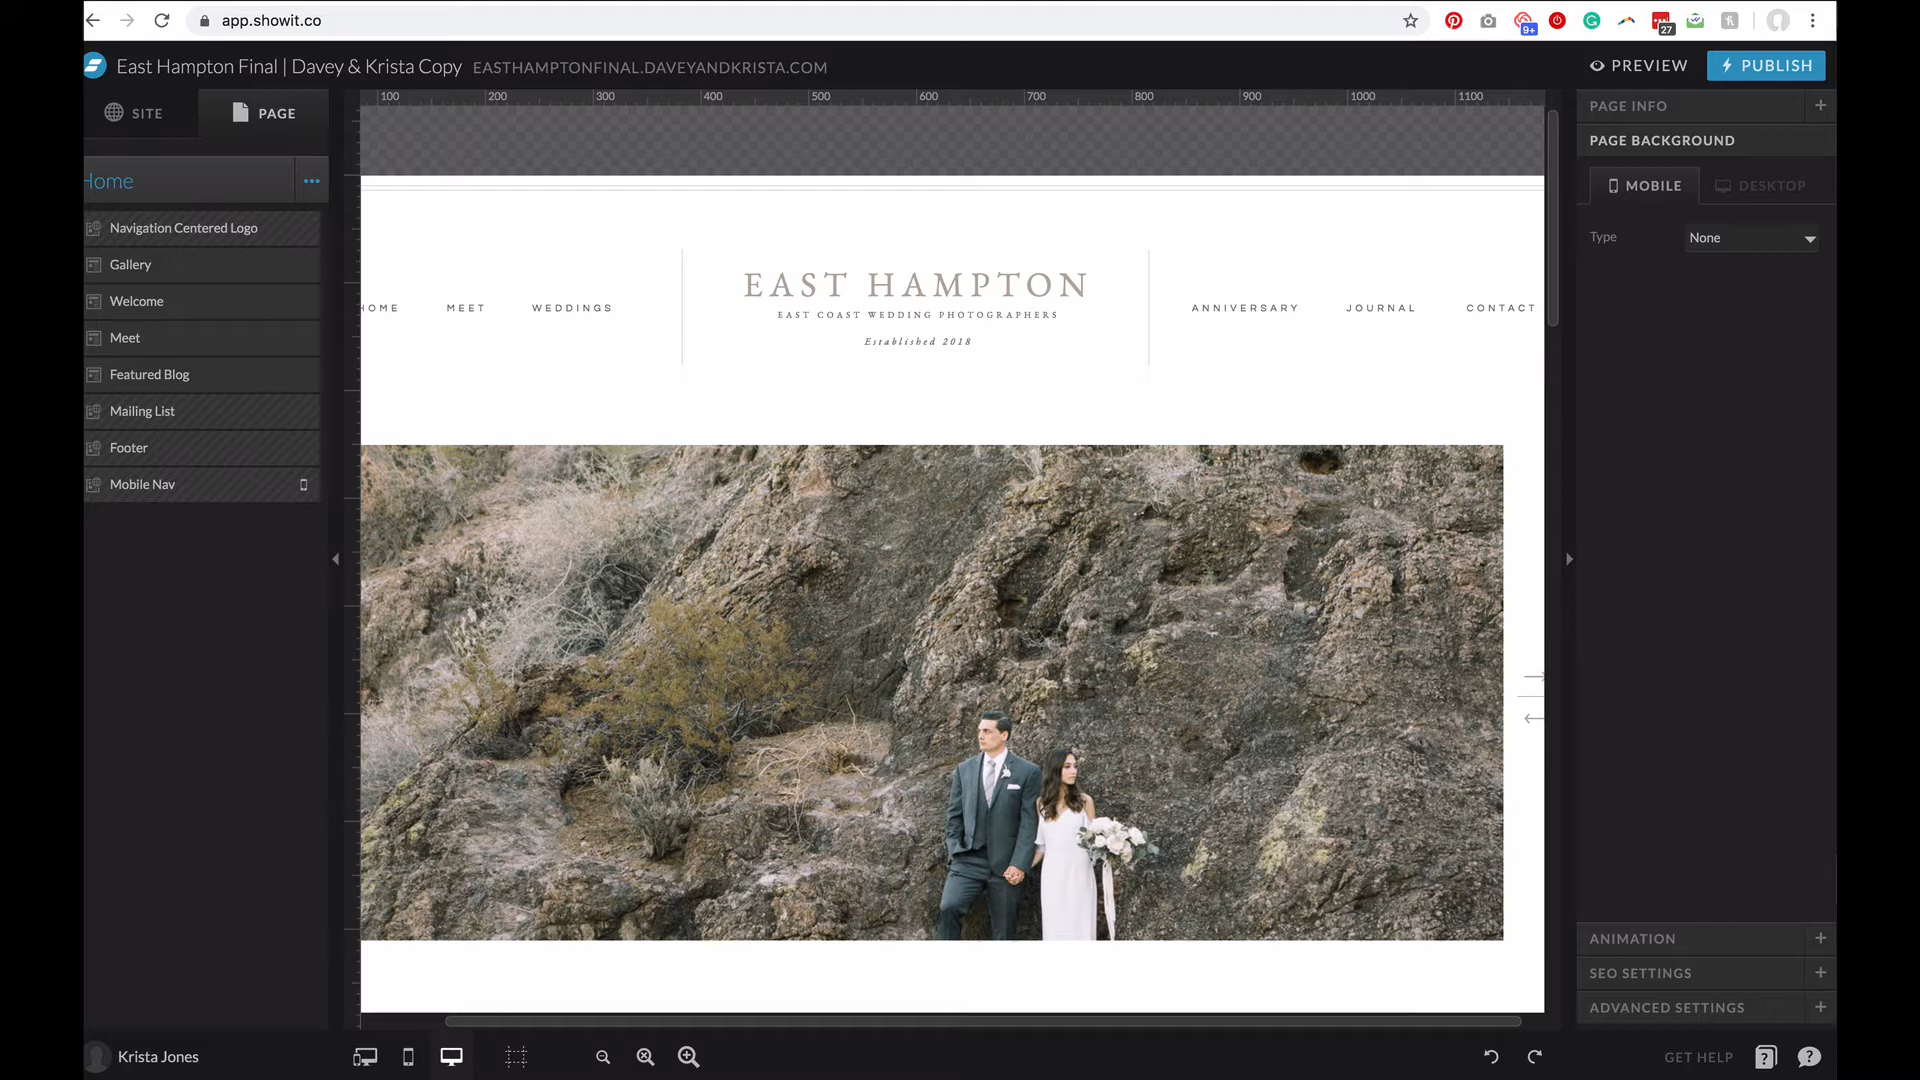 app.showit.co
9+
27
East Hampton Final | Davey & Krista Copy EASTHAMPTONFINAL.DAVEYANDKRISTA.COM
PREVIEW
PUBLISH
SITE
PAGE
100 200 300 400 500 600 700 800 900 1000 1100
PAGE INFO
PAGE BACKGROUND
Home
MOBILE
DESKTOP
Type
None
Navigation Centered Logo
Gallery
Welcome
Meet
Featured Blog
Mailing List
Footer
Mobile Nav
HOME MEET WEDDINGS
EAST HAMPTON
EAST COAST WEDDING PHOTOGRAPHERS
Established 2018
ANNIVERSARY JOURNAL CONTACT
ANIMATION
SEO SETTINGS
ADVANCED SETTINGS
Krista Jones
GET HELP